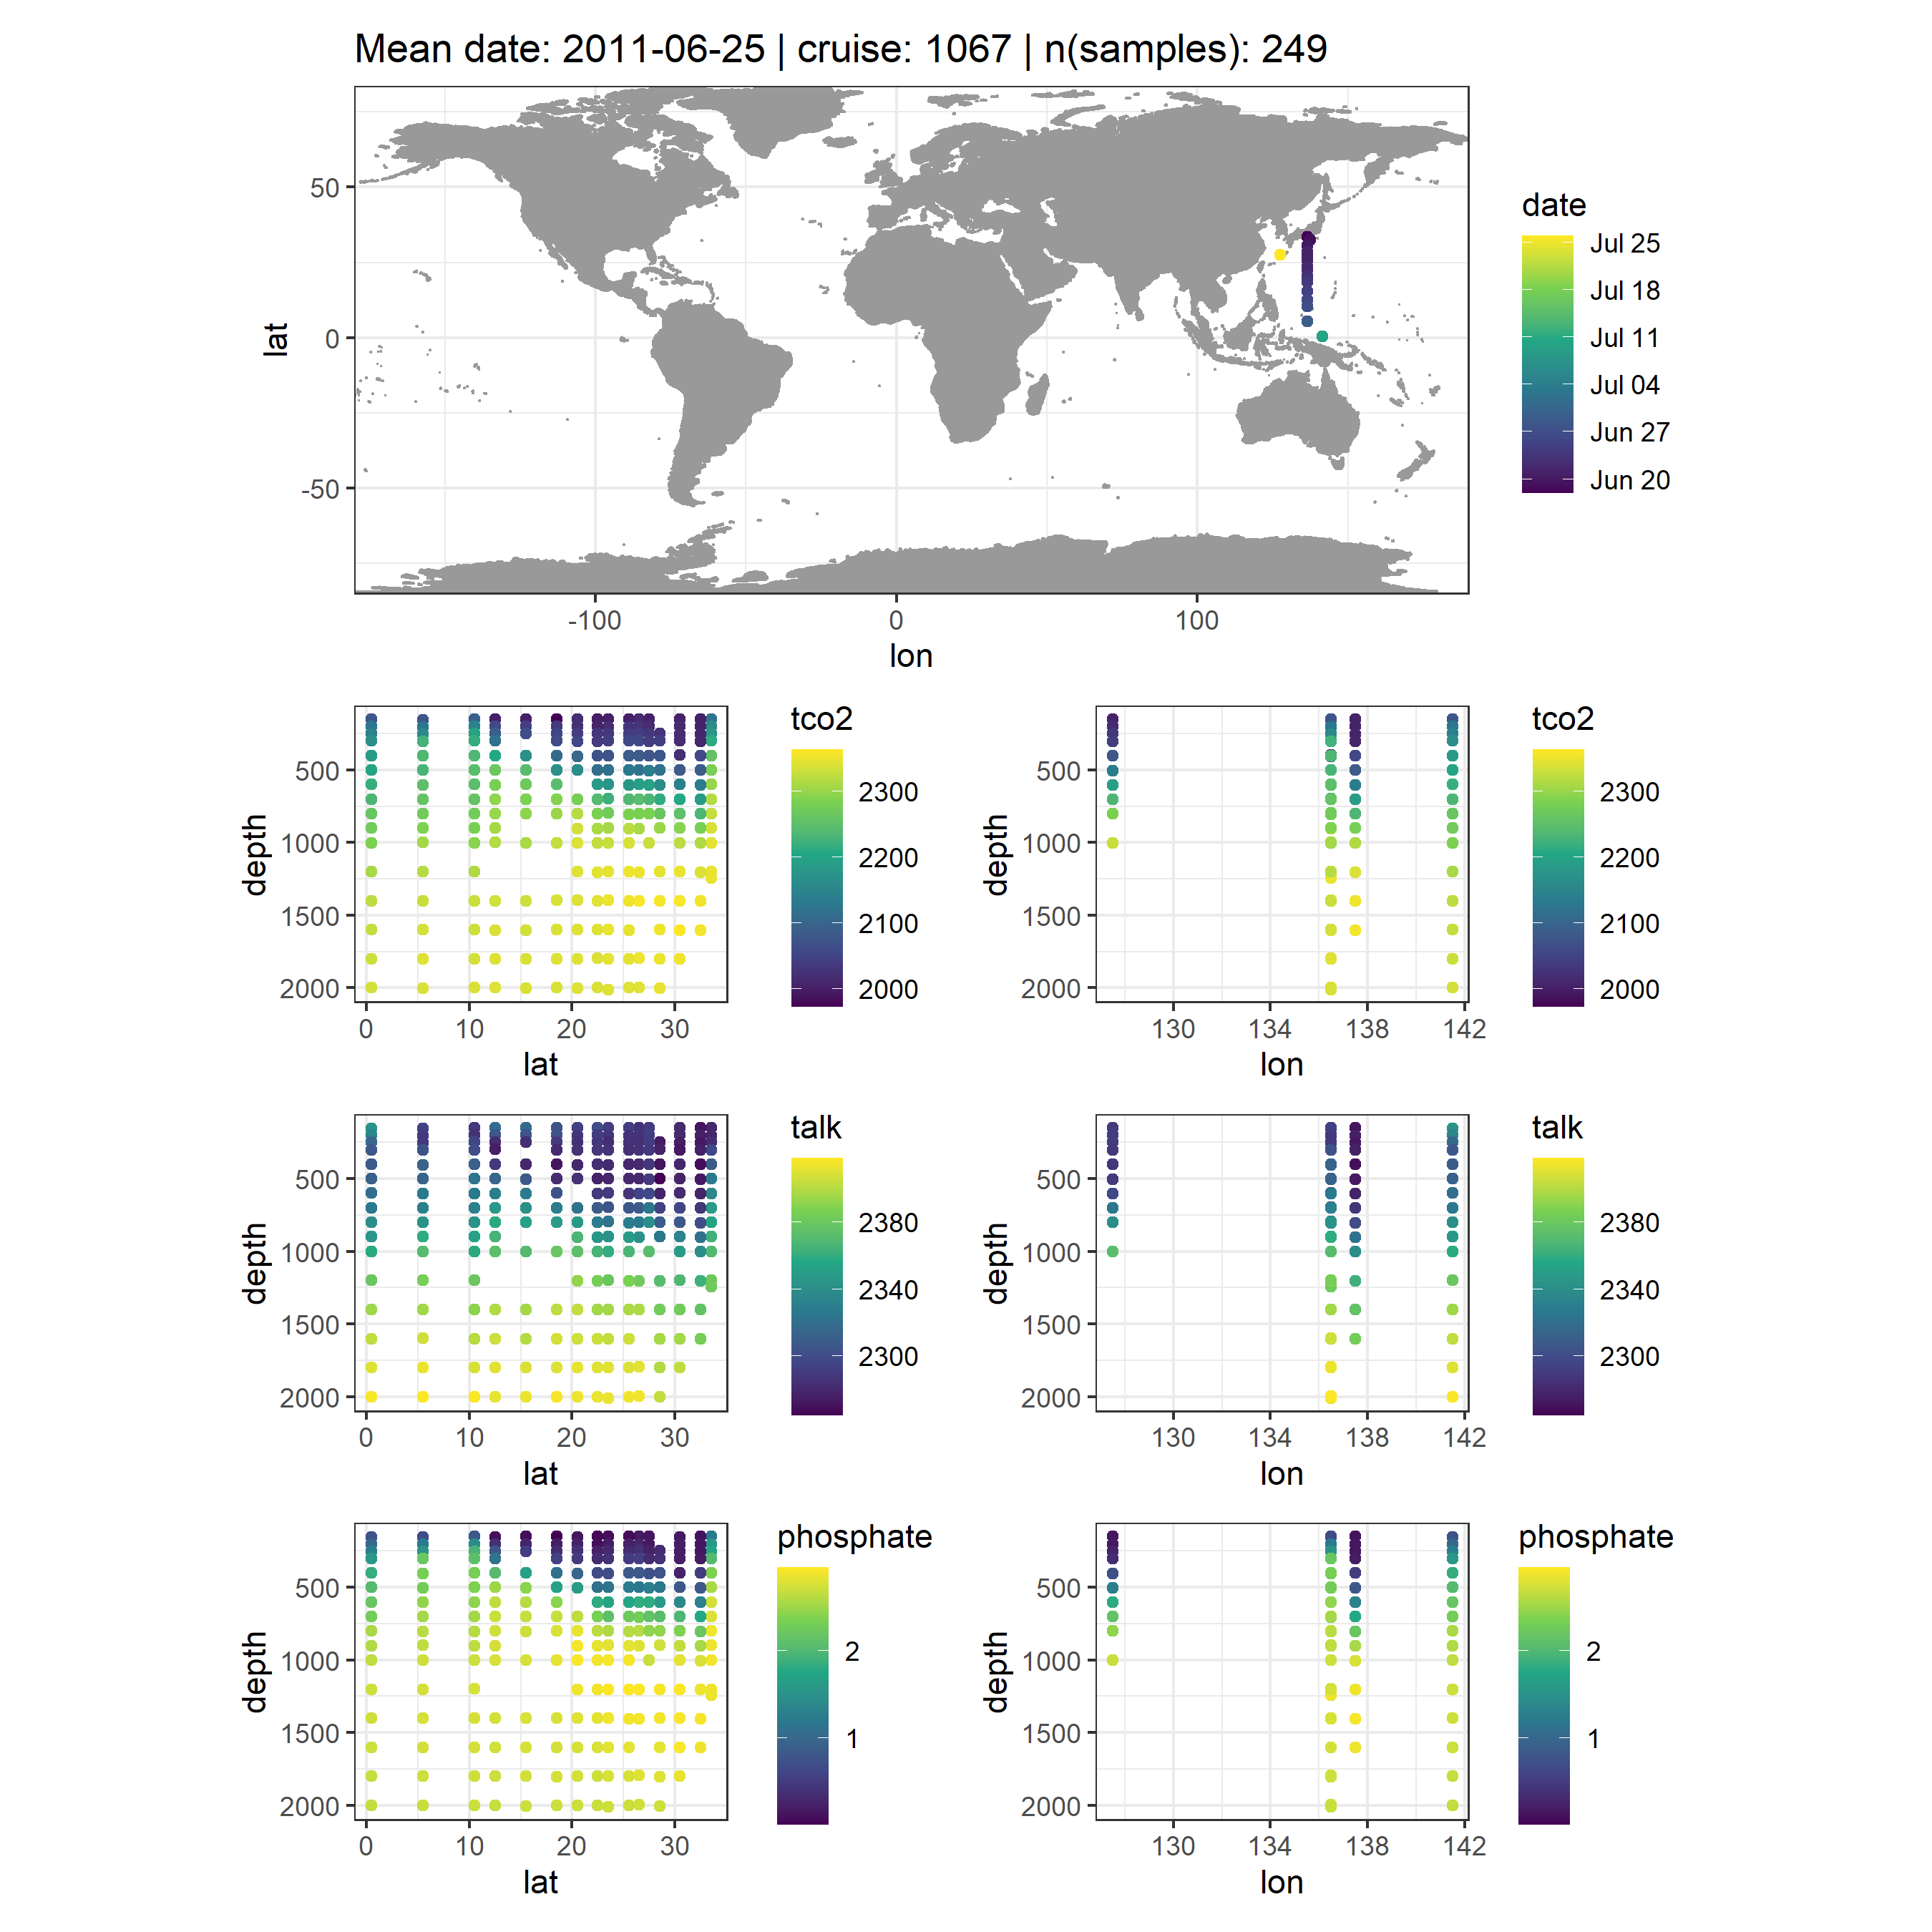 Mean date: 2011-06-25 | cruise: 1067 | n(samples): 249
lat
50
0
-50
-100 0 100
lon
date
Jul 25
Jul 18
Jul 11
Jul 04
Jun 27
Jun 20
depth
500
1000
1500
2000
0 10 20 30
lat
tco2
2300
2200
2100
2000
depth
500
1000
1500
2000
130 134 138 142
lon
tco2
2300
2200
2100
2000
depth
500
1000
1500
2000
0 10 20 30
lat
talk
2380
2340
2300
depth
500
1000
1500
2000
130 134 138 142
lon
talk
2380
2340
2300
depth
500
1000
1500
2000
0 10 20 30
lat
phosphate
2
1
depth
500
1000
1500
2000
130 134 138 142
lon
phosphate
2
1